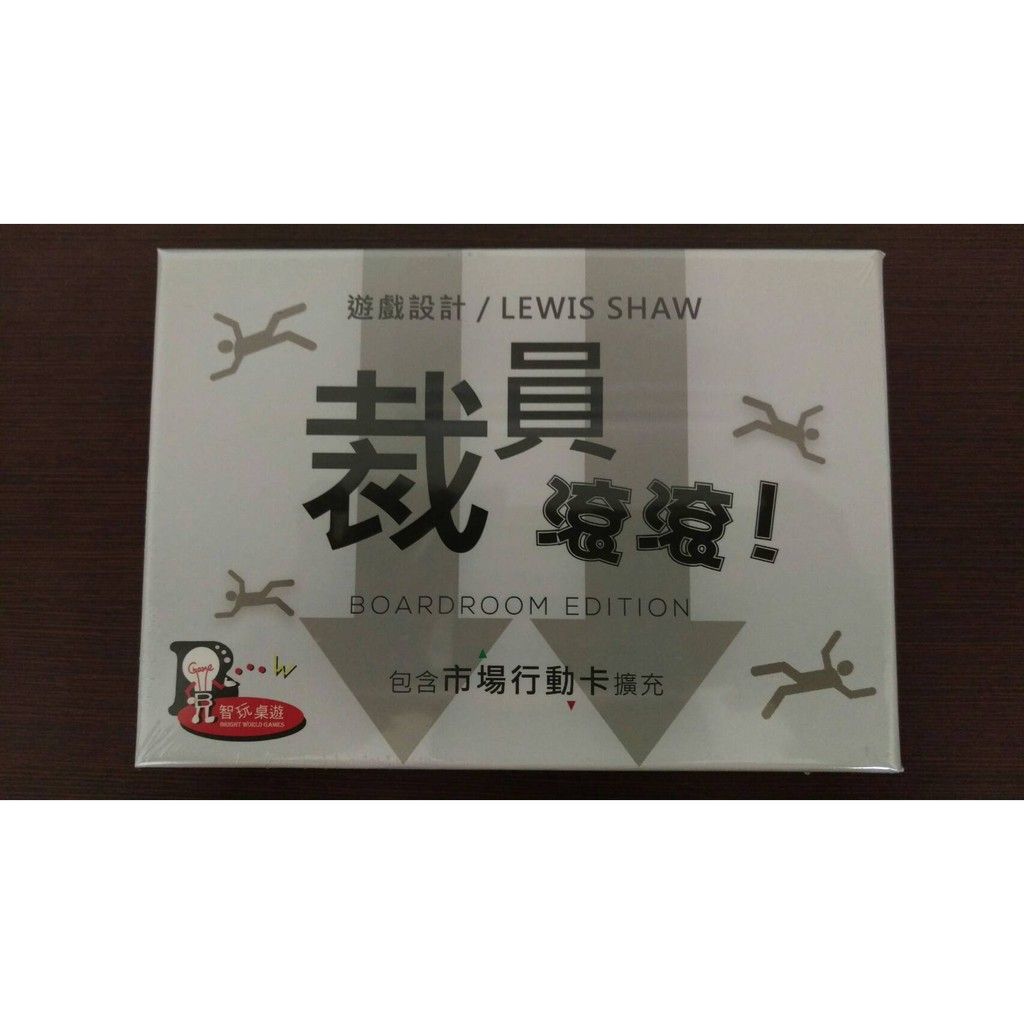 遊戲設計 / LEWIS SHAW
裁員
滾滾!
BOARDROOM EDITION
包含市場行動卡擴充
Game
智玩桌遊
BRIGHT WORLD GAMES